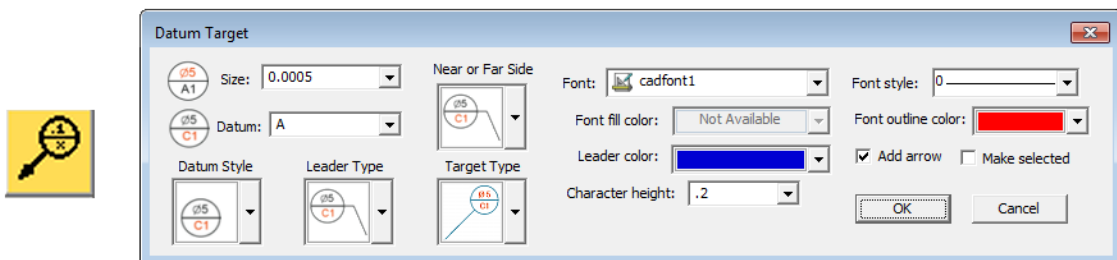 Datum Target
.1
X
Ø5
A1
Size: 0.0005
Ø5
C1
Datum: A
Near or Far Side
Ø5
C1
Datum Style
Ø5
C1
Leader Type
Ø5
C1
Target Type
Ø5
C1
Font: cadfont1
Font fill color: Not Available
Leader color:
Character height: .2
Font style: 0
Font outline color:
Add arrow
Make selected
OK
Cancel